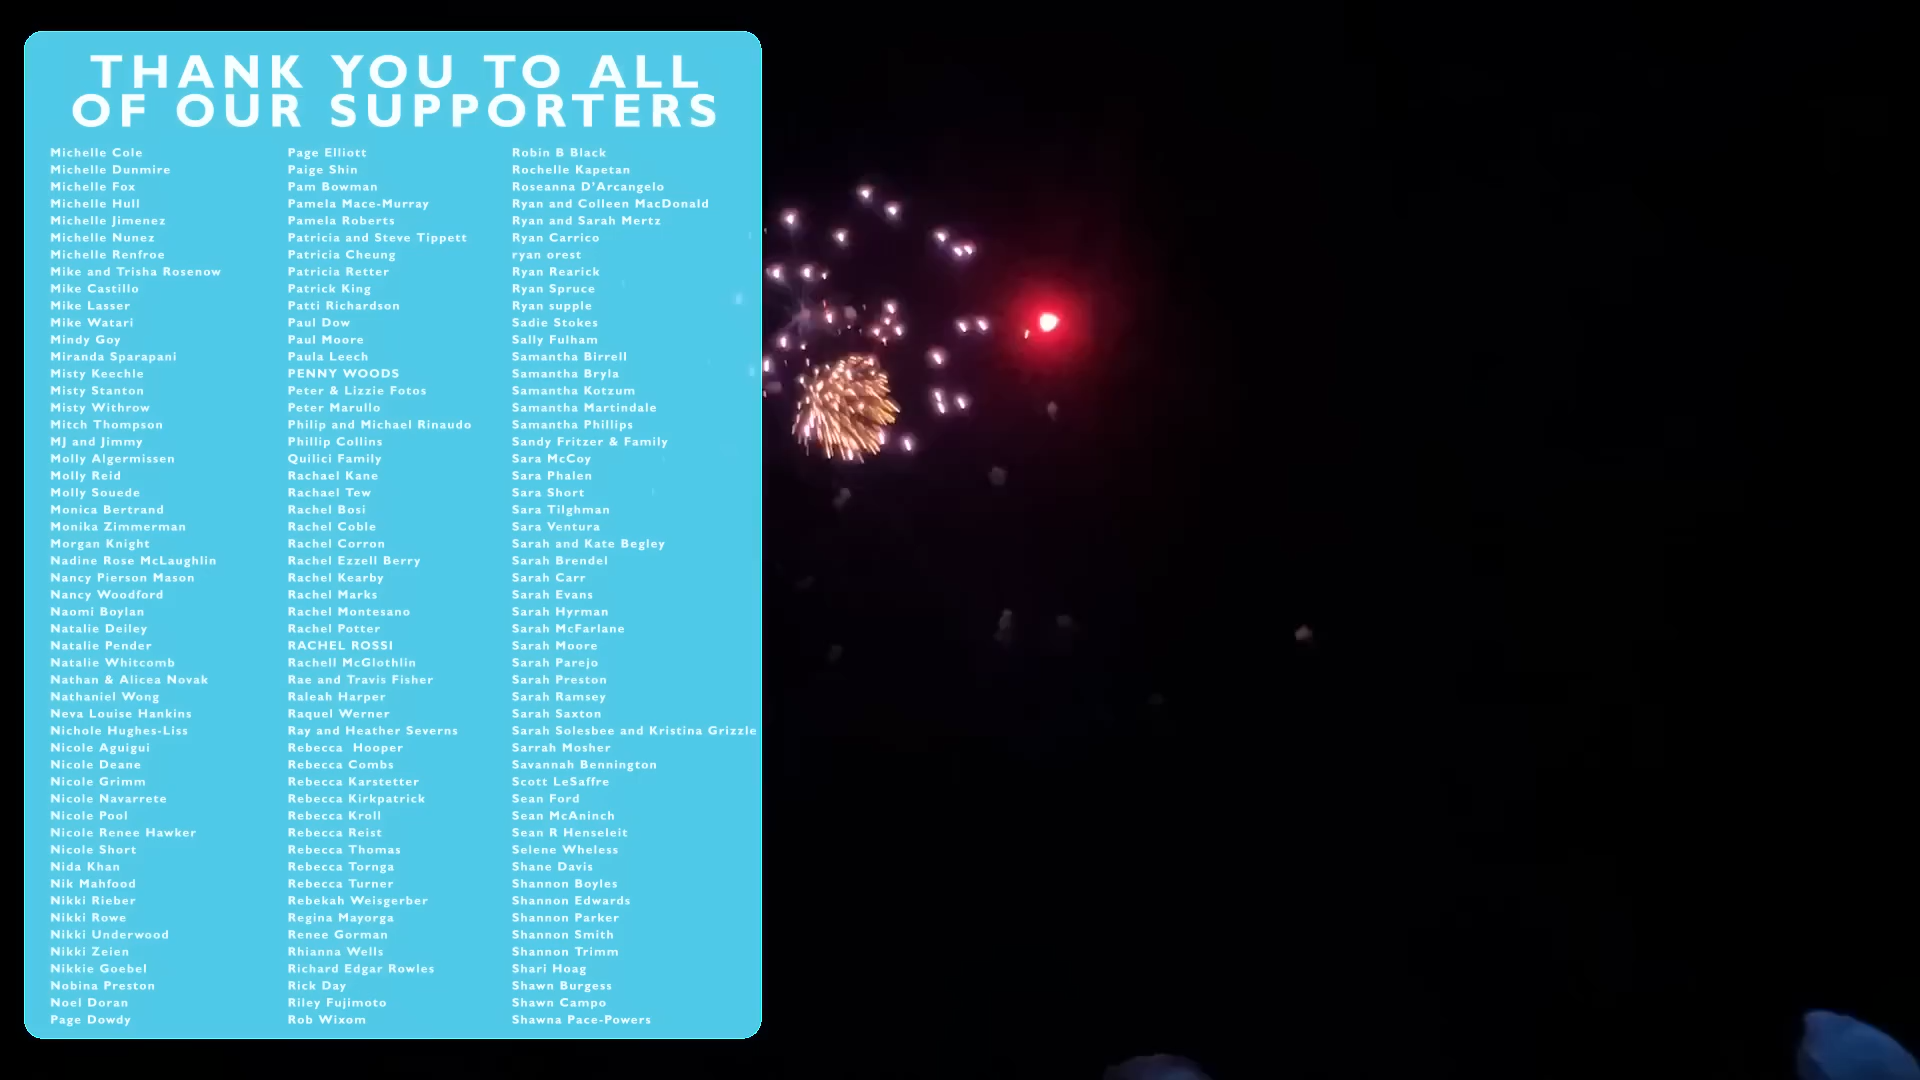 THANK YOU TO ALL
OF OUR SUPPORTERS
Michelle Cole
Michelle Dunmire
Michelle Fox
Michelle Hull
Michelle Jimenez
Michelle Nunez
Michelle Renfroe
Mike and Trisha Rosenow
Mike Castillo
Mike Lasser
Mike Watari
Mindy Goy
Miranda Sparapani
Misty Keechle
Misty Stanton
Misty Withrow
Mitch Thompson
MJ and Jimmy
Molly Algermissen
Molly Reid
Molly Souede
Monica Bertrand
Monika Zimmerman
Morgan Knight
Nadine Rose McLaughlin
Nancy Pierson Mason
Nancy Woodford
Naomi Boylan
Natalie Deiley
Natalie Pender
Natalie Whitcomb
Nathan & Alicea Novak
Nathaniel Wong
Neva Louise Hankins
Nichole Hughes-Liss
Nicole Aguigui
Nicole Deane
Nicole Grimm
Nicole Navarrete
Nicole Pool
Nicole Renee Hawker
Nicole Short
Nida Khan
Nik Mahfood
Nikki Rieber
Nikki Rowe
Nikki Underwood
Nikki Zeien
Nikkie Goebel
Nobina Preston
Noel Doran
Page Dowdy
Page Elliott
Paige Shin
Pam Bowman
Pamela Mace-Murray
Pamela Roberts
Patricia and Steve Tippett
Patricia Cheung
Patricia Retter
Patrick King
Patti Richardson
Paul Dow
Paul Moore
Paula Leech
PENNY WOODS
Peter & Lizzie Fotos
Peter Marullo
Philip and Michael Rinaudo
Phillip Collins
Quilici Family
Rachael Kane
Rachael Tew
Rachel Bosi
Rachel Coble
Rachel Corron
Rachel Ezzell Berry
Rachel Kearby
Rachel Marks
Rachel Montesano
Rachel Potter
RACHEL ROSSI
Rachell McGlothlin
Rae and Travis Fisher
Raleah Harper
Raquel Werner
Ray and Heather Severns
Rebecca  Hooper
Rebecca Combs
Rebecca Karstetter
Rebecca Kirkpatrick
Rebecca Kroll
Rebecca Reist
Rebecca Thomas
Rebecca Tornga
Rebecca Turner
Rebekah Weisgerber
Regina Mayorga
Renee Gorman
Rhianna Wells
Richard Edgar Rowles
Rick Day
Riley Fujimoto
Rob Wixom
Robin B Black
Rochelle Kapetan
Roseanna D'Arcangelo
Ryan and Colleen MacDonald
Ryan and Sarah Mertz
Ryan Carrico
ryan orest
Ryan Rearick
Ryan Spruce
Ryan supple
Sadie Stokes
Sally Fulham
Samantha Birrell
Samantha Bryla
Samantha Kotzum
Samantha Martindale
Samantha Phillips
Sandy Fritzer & Family
Sara McCoy
Sara Phalen
Sara Short
Sara Tilghman
Sara Ventura
Sarah and Kate Begley
Sarah Brendel
Sarah Carr
Sarah Evans
Sarah Hyrman
Sarah McFarlane
Sarah Moore
Sarah Parejo
Sarah Preston
Sarah Ramsey
Sarah Saxton
Sarah Solesbee and Kristina Grizzle
Sarrah Mosher
Savannah Bennington
Scott LeSaffre
Sean Ford
Sean McAninch
Sean R Henseleit
Selene Wheless
Shane Davis
Shannon Boyles
Shannon Edwards
Shannon Parker
Shannon Smith
Shannon Trimm
Shari Hoag
Shawn Burgess
Shawn Campo
Shawna Pace-Powers